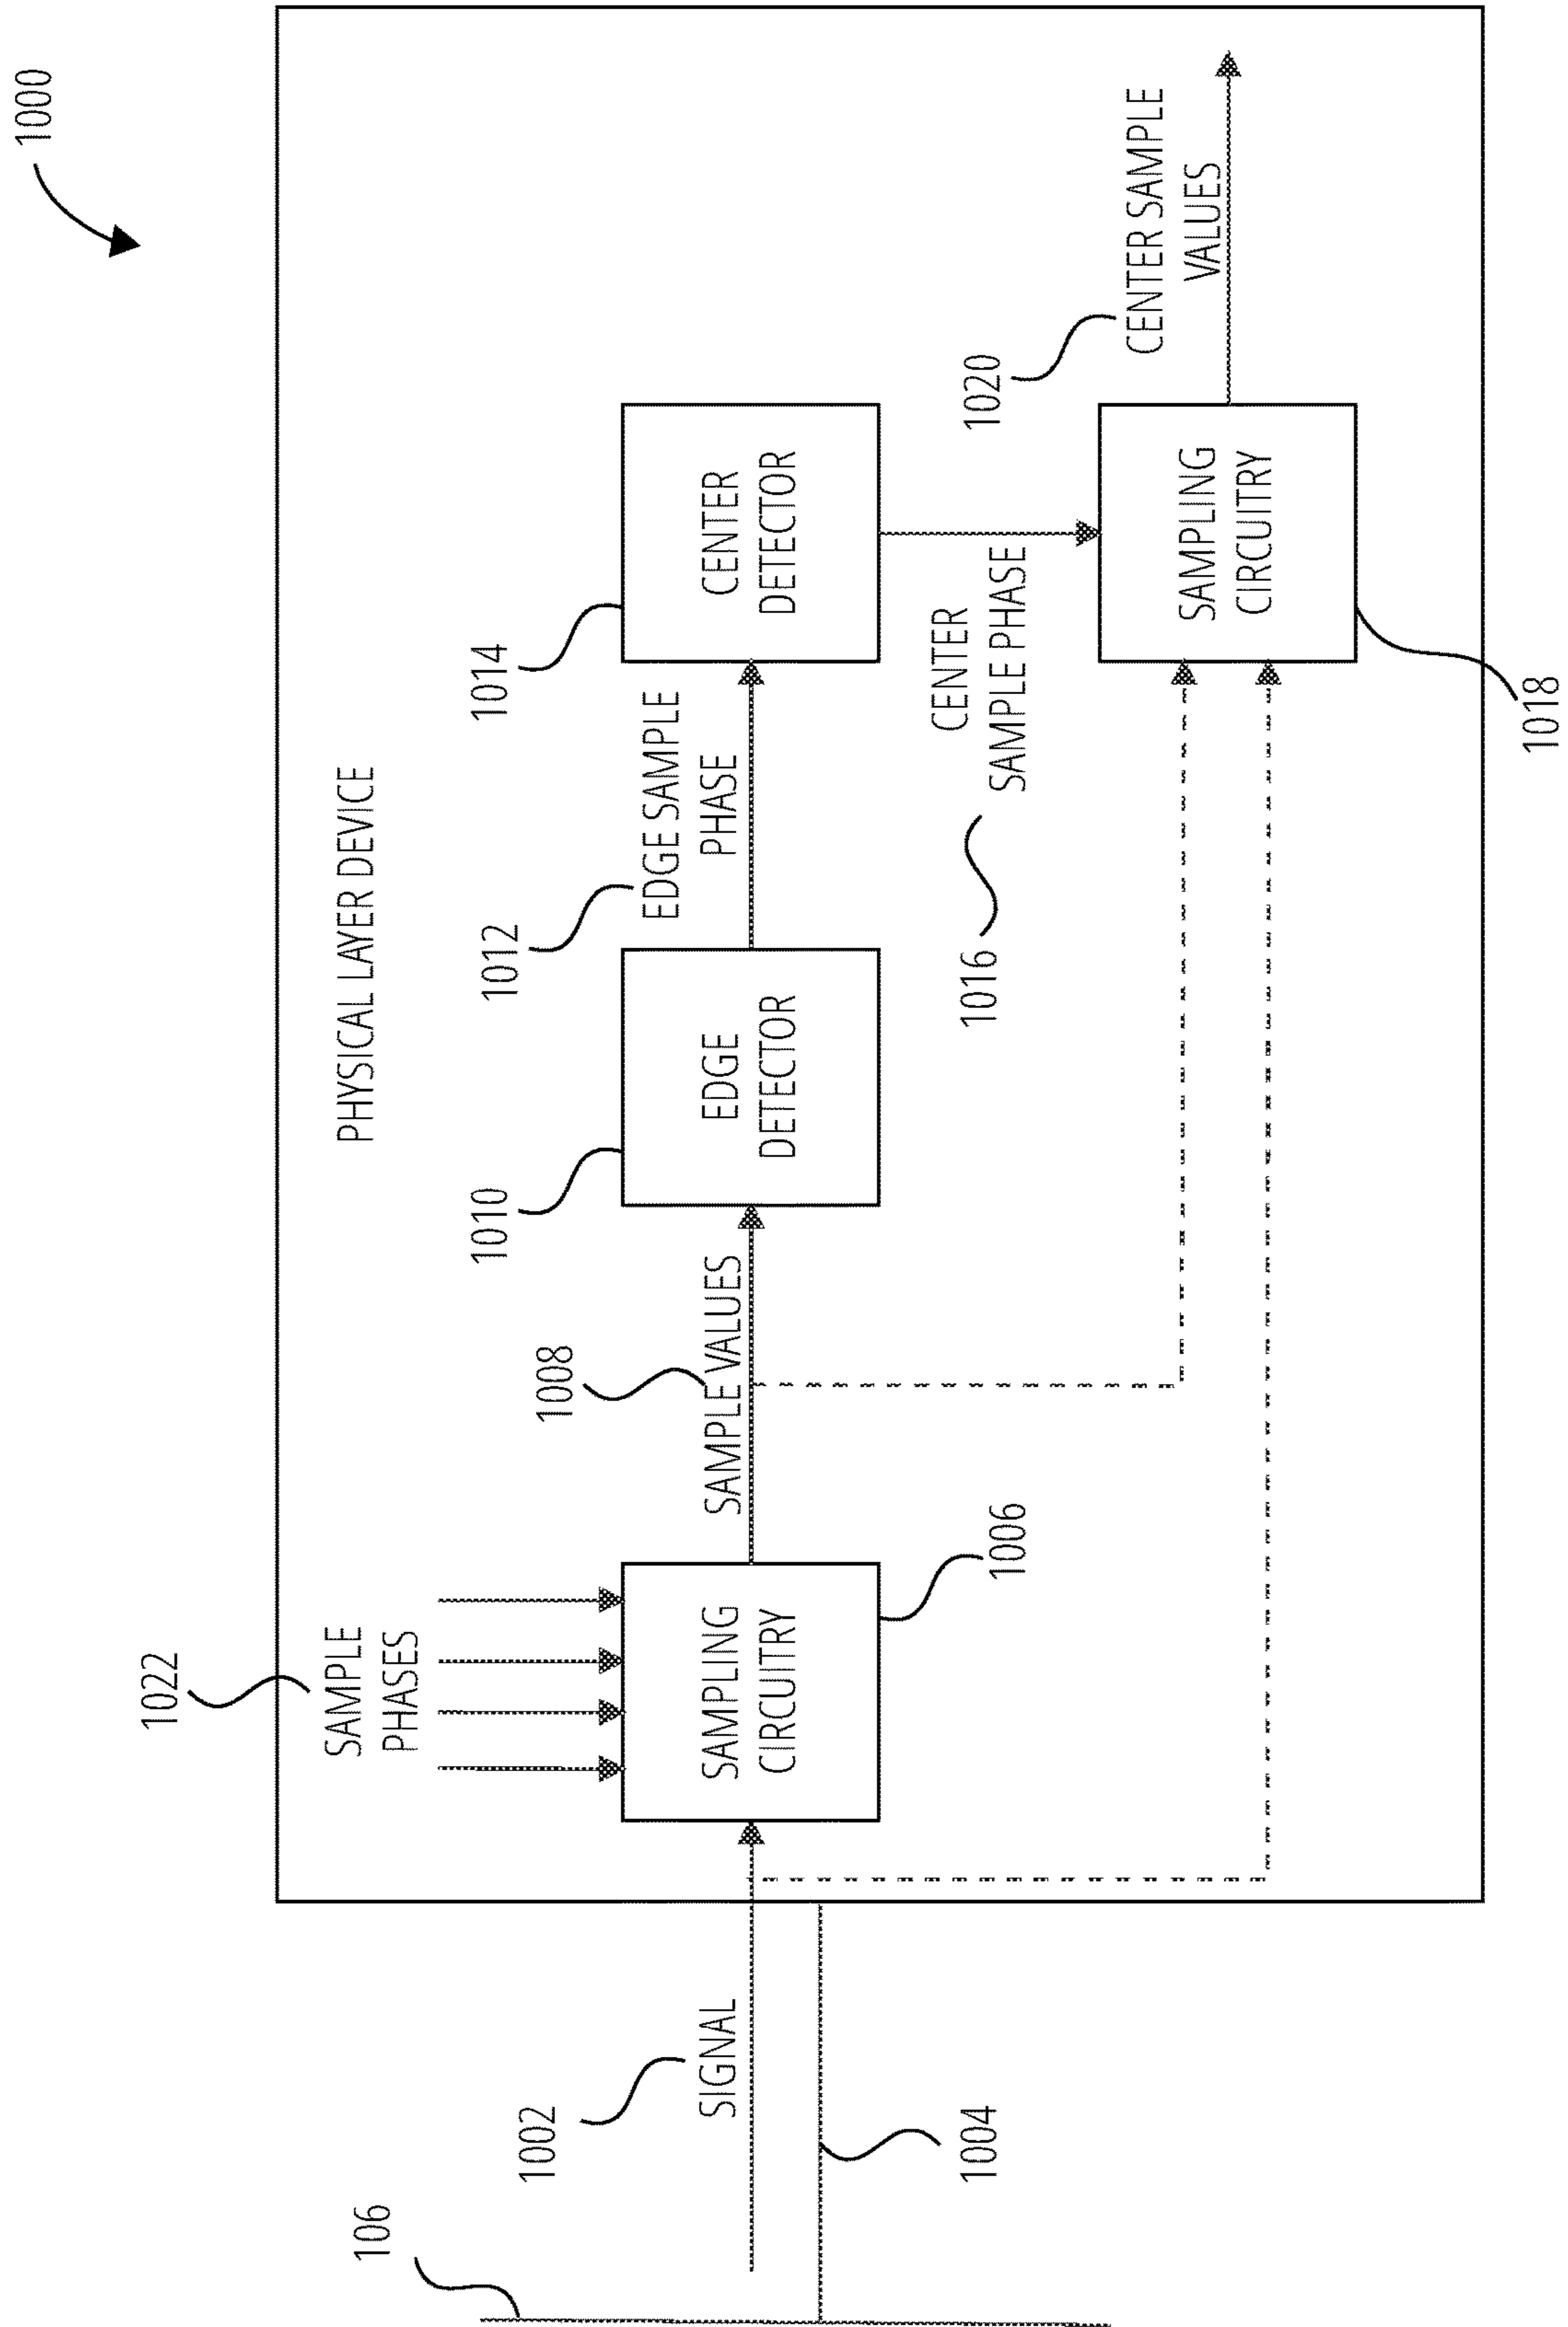 1000
PHYSICAL LAYER DEVICE
1022
SAMPLE
PHASES
106
1002
SIGNAL
1004
SAMPLING
CIRCUITRY
1006
1008
SAMPLE VALUES
1010
EDGE
DETECTOR
1012
EDGE SAMPLE
PHASE
1014
CENTER
DETECTOR
1016
CENTER
SAMPLE PHASE
SAMPLING
CIRCUITRY
1018
1020
CENTER SAMPLE
VALUES